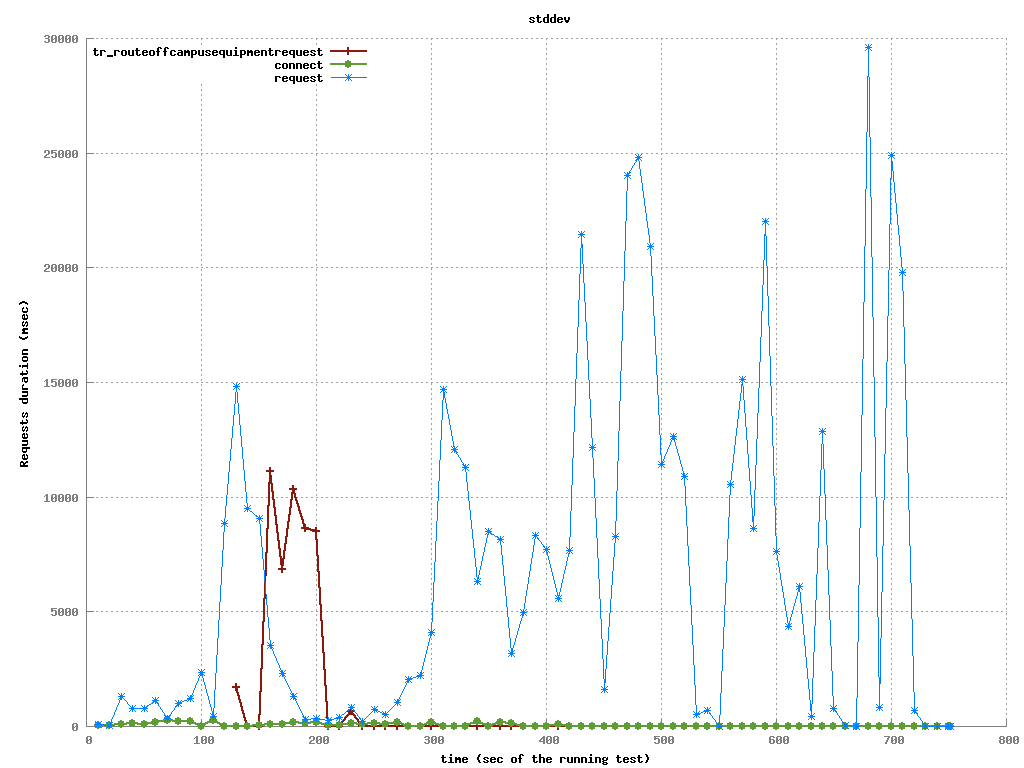 stddev
tr_routeoffcampusequipmentrequest
connect
request
30000
25000
20000
15000
10000
5000
0
Requests duration (msec)
0 100 200 300 400 500 600 700 800
time (sec of the running test)